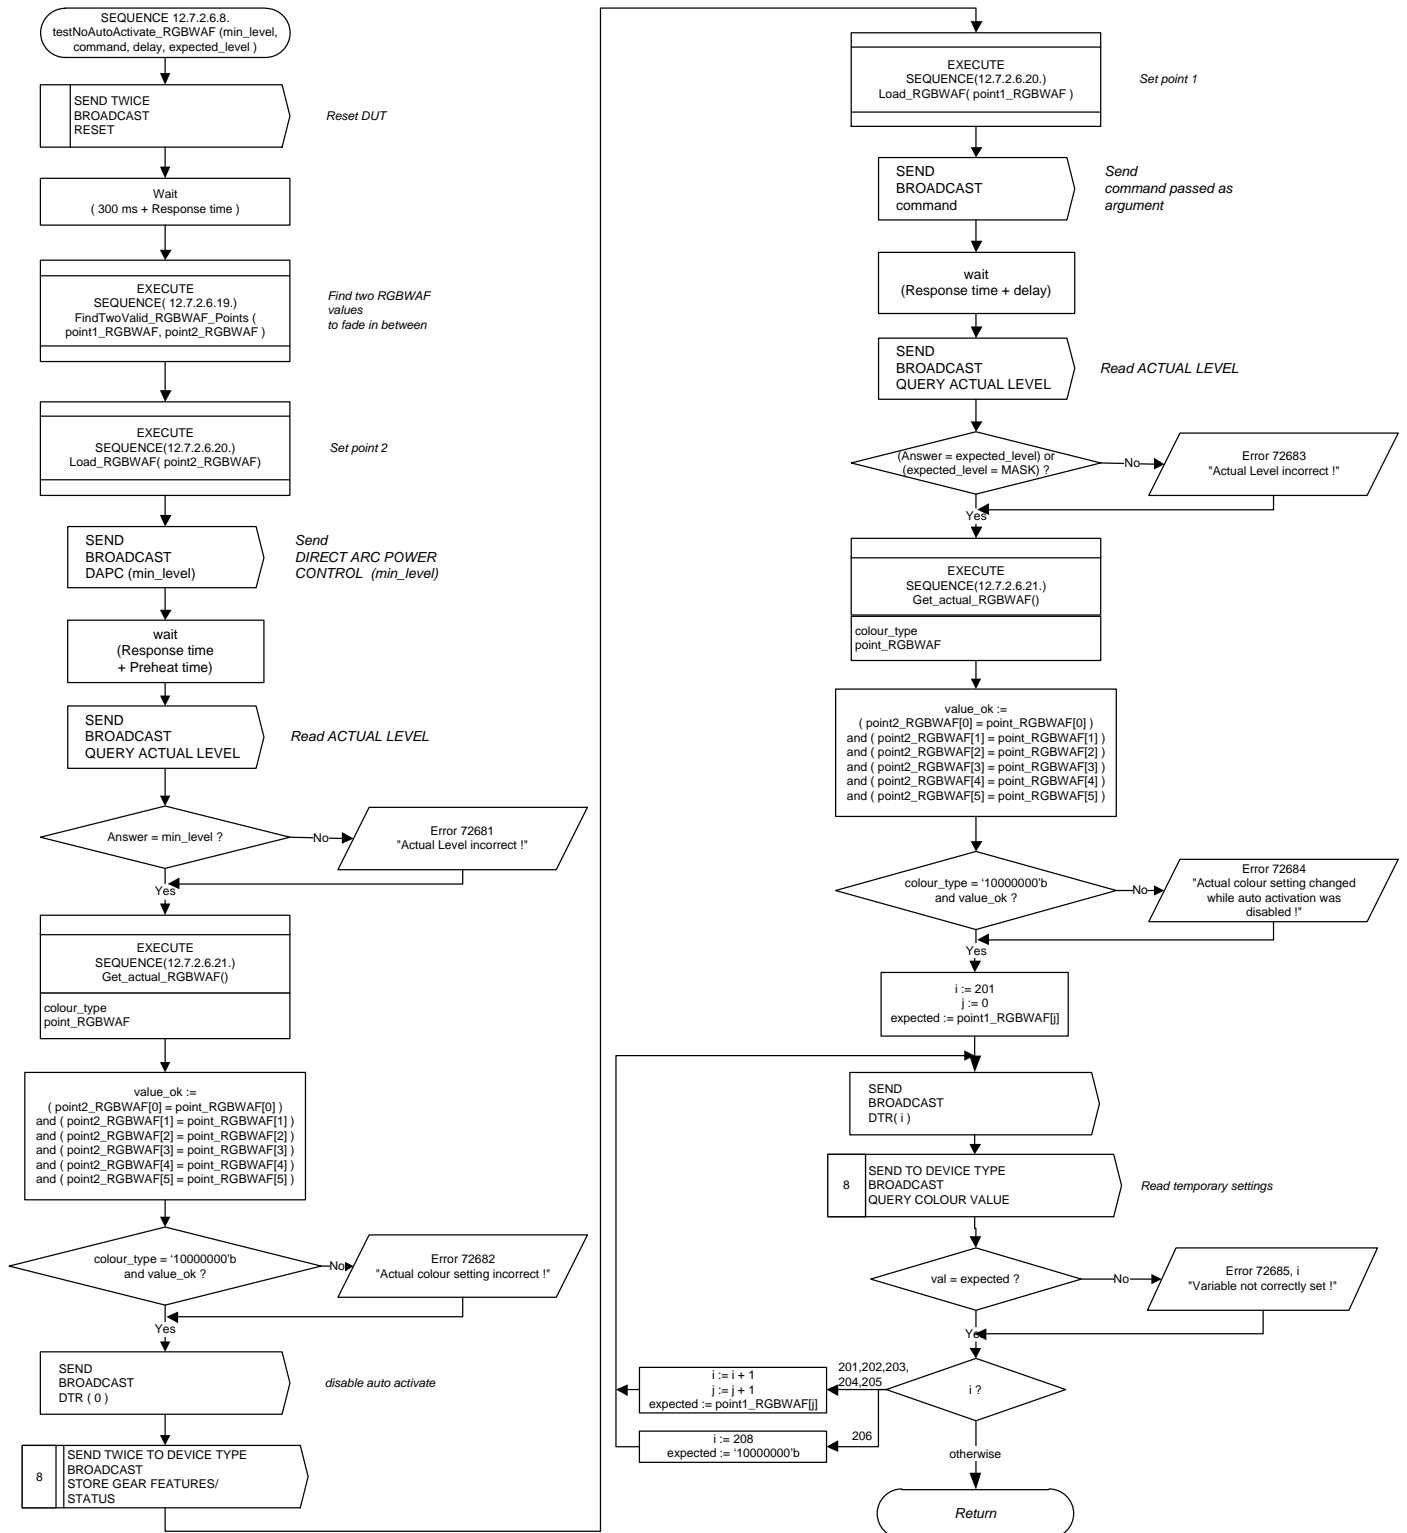 SEQUENCE 12.7.2.6.8.
testNoAutoActivate_RGBWAF (min_level,
command, delay, expected_level )
SEND TWICE
BROADCAST
RESET
Reset DUT
Wait
( 300 ms + Response time )
EXECUTE
SEQUENCE( 12.7.2.6.19.)
FindTwoValid_RGBWAF_Points (
point1_RGBWAF, point2_RGBWAF )
Find two RGBWAF
values
to fade in between
EXECUTE
SEQUENCE(12.7.2.6.20.)
Load_RGBWAF( point2_RGBWAF)
Set point 2
SEND
BROADCAST
DAPC (min_level)
Send
DIRECT ARC POWER
CONTROL (min_level)
wait
(Response time
+ Preheat time)
SEND
BROADCAST
QUERY ACTUAL LEVEL
Read ACTUAL LEVEL
Answer = min_level ?
No
Error 72681
"Actual Level incorrect !"
Yes
EXECUTE
SEQUENCE(12.7.2.6.21.)
Get_actual_RGBWAF()
colour_type
point_RGBWAF
value_ok :=
( point2_RGBWAF[0] = point_RGBWAF[0] )
and ( point2_RGBWAF[1] = point_RGBWAF[1] )
and ( point2_RGBWAF[2] = point_RGBWAF[2] )
and ( point2_RGBWAF[3] = point_RGBWAF[3] )
and ( point2_RGBWAF[4] = point_RGBWAF[4] )
and ( point2_RGBWAF[5] = point_RGBWAF[5] )
colour_type = ‘10000000’b
and value_ok ?
No
Error 72682
"Actual colour setting incorrect !"
Yes
SEND
BROADCAST
DTR ( 0 )
disable auto activate
8
SEND TWICE TO DEVICE TYPE
BROADCAST
STORE GEAR FEATURES/
STATUS
EXECUTE
SEQUENCE(12.7.2.6.20.)
Load_RGBWAF( point1_RGBWAF )
Set point 1
SEND
BROADCAST
command
Send
command passed as
argument
wait
(Response time + delay)
SEND
BROADCAST
QUERY ACTUAL LEVEL
Read ACTUAL LEVEL
(Answer = expected_level) or
(expected_level = MASK) ?
No
Error 72683
"Actual Level incorrect !"
Yes
EXECUTE
SEQUENCE(12.7.2.6.21.)
Get_actual_RGBWAF()
colour_type
point_RGBWAF
value_ok :=
( point2_RGBWAF[0] = point_RGBWAF[0] )
and ( point2_RGBWAF[1] = point_RGBWAF[1] )
and ( point2_RGBWAF[2] = point_RGBWAF[2] )
and ( point2_RGBWAF[3] = point_RGBWAF[3] )
and ( point2_RGBWAF[4] = point_RGBWAF[4] )
and ( point2_RGBWAF[5] = point_RGBWAF[5] )
colour_type = ‘10000000’b
and value_ok ?
No
Error 72684
"Actual colour setting changed
while auto activation was
disabled !"
Yes
i := 201
j := 0
expected := point1_RGBWAF[j]
SEND
BROADCAST
DTR( i )
8
SEND TO DEVICE TYPE
BROADCAST
QUERY COLOUR VALUE
Read temporary settings
val = expected ?
No
Error 72685, i
"Variable not correctly set !"
Yes
i ?
201,202,203,
204,205
i := i + 1
j := j + 1
expected := point1_RGBWAF[j]
206
i := 208
expected := ‘10000000’b
otherwise
Return